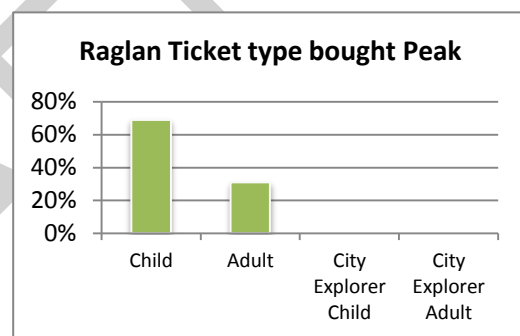 Raglan Ticket type bought Peak
80%
60%
40%
20%
0%
Child
Adult
City
Explorer
Child
City
Explorer
Adult